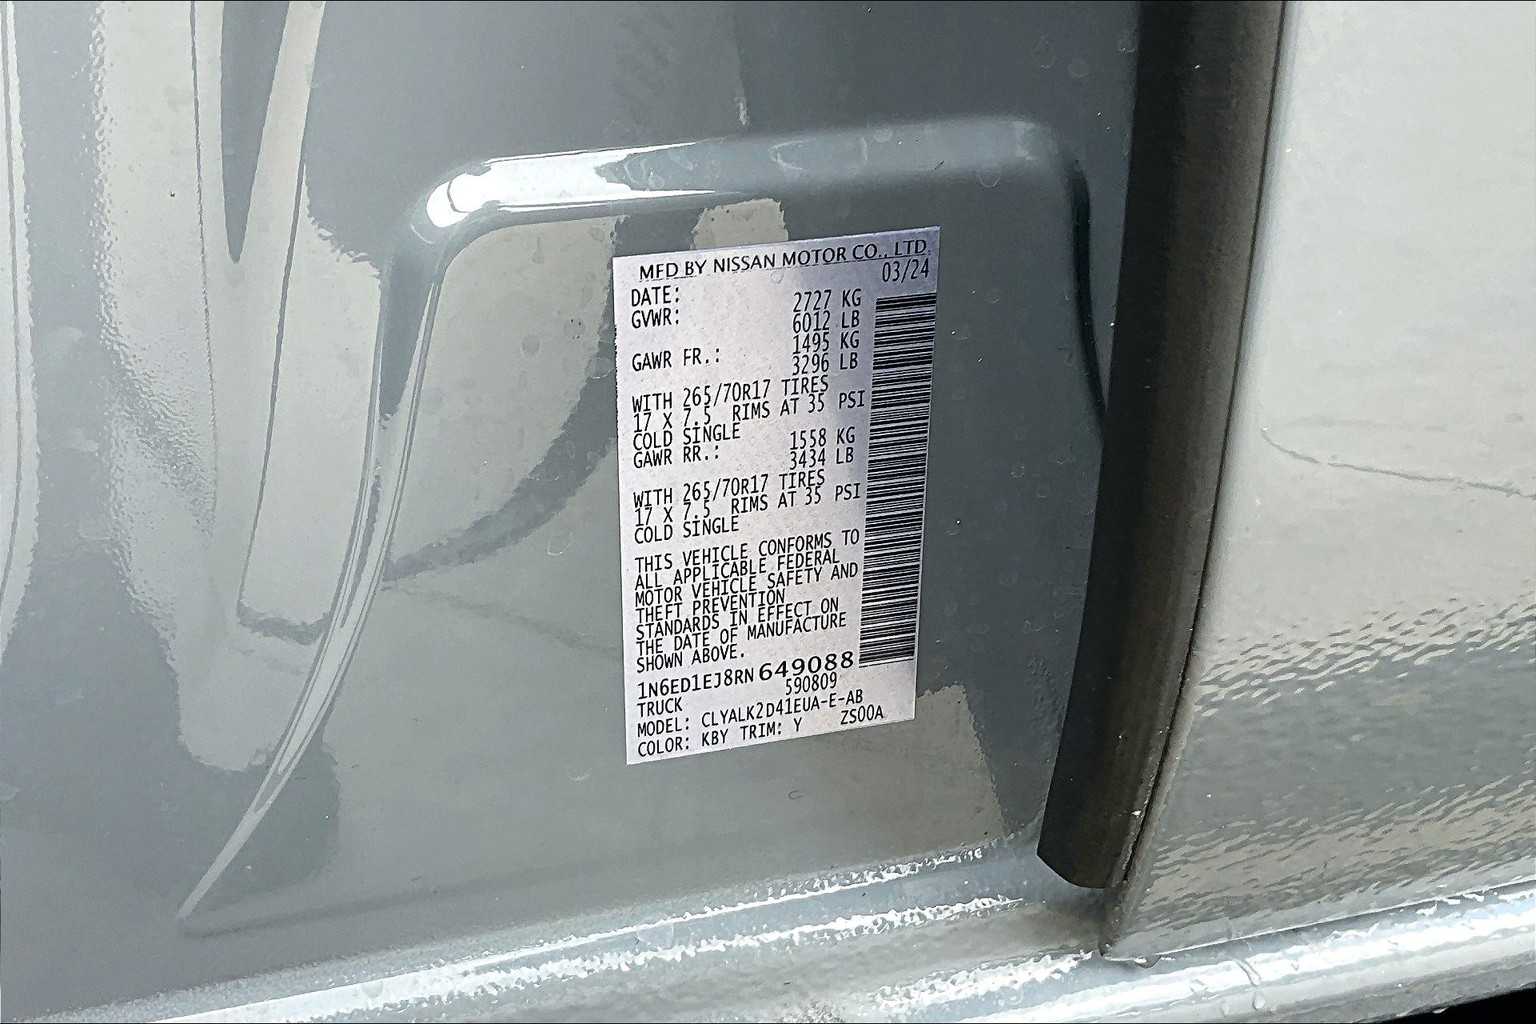 MFD BY NISSAN MOTOR CO., LTD.
DATE: 03/24
GVWR: 2727 KG
6012 LB
GAWR FR.: 1495 KG
3296 LB
WITH 265/70R17 TIRES
17 X 7.5 RIMS AT 35 PSI
COLD SINGLE
GAWR RR.: 1558 KG
3434 LB
WITH 265/70R17 TIRES
17 X 7.5 RIMS AT 35 PSI
COLD SINGLE
THIS VEHICLE CONFORMS TO
ALL APPLICABLE FEDERAL
MOTOR VEHICLE SAFETY AND
THEFT PREVENTION
STANDARDS IN EFFECT ON
THE DATE OF MANUFACTURE
SHOWN ABOVE.
1N6ED1EJ8RN649088
TRUCK 590809
MODEL: CLYALK2D41EUA-E-AB
COLOR: KBY TRIM: Y ZS00A